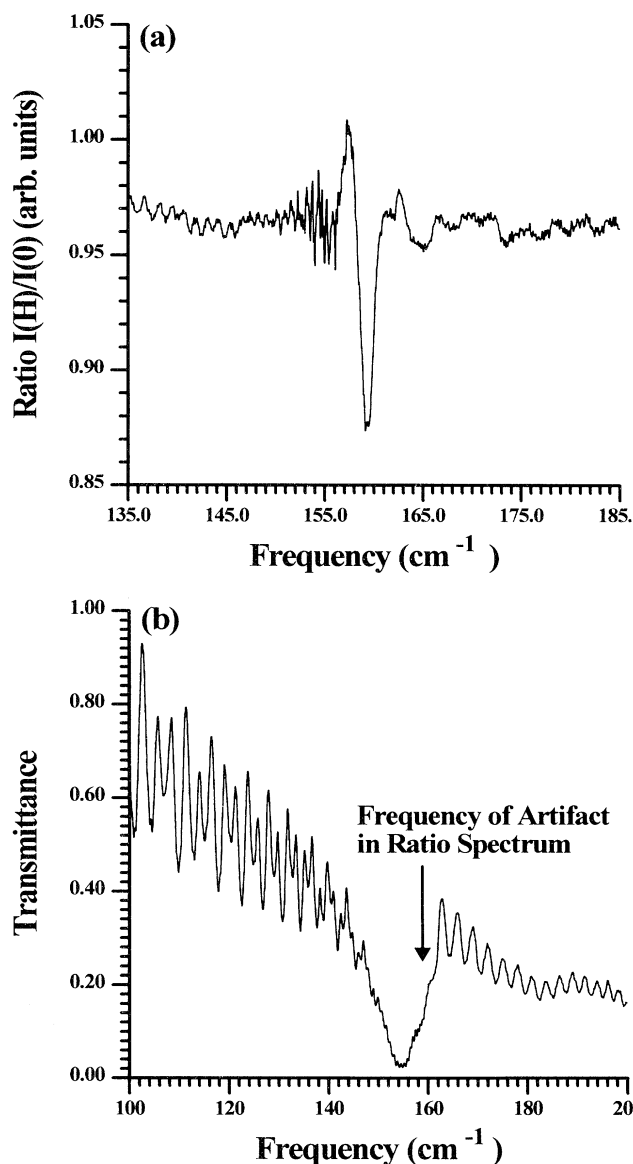 (a)
1.05
1.00
0.95
0.90
0.85
Ratio I(H)/I(0) (arb. units)
135.0 145.0 155.0 165.0 175.0 185.
Frequency (cm -1 )
(b)
1.00
0.80
0.60
0.40
0.20
0.00
Transmittance
Frequency of Artifact
in Ratio Spectrum
100 120 140 160 180 20
Frequency (cm -1 )